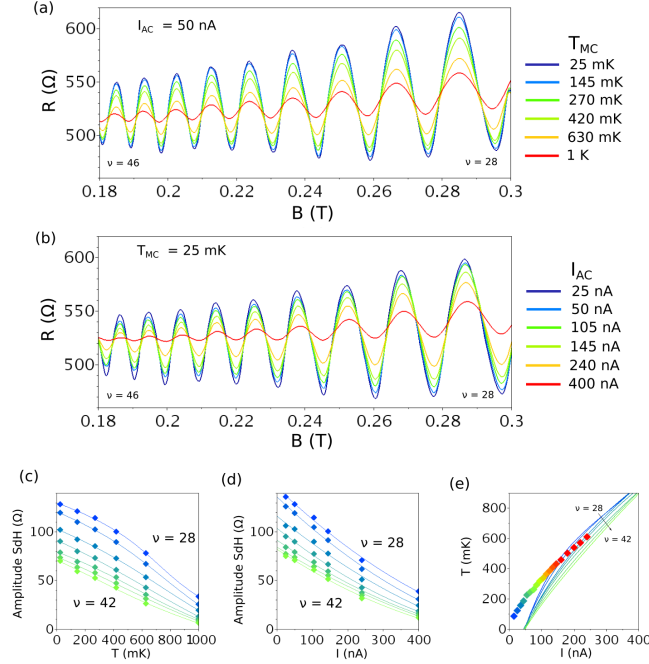 (a)
I_AC = 50 nA
600
550
500
R (Ω)
ν = 46
ν = 28
0.18 0.2 0.22 0.24 0.26 0.28 0.3
B (T)
T_MC
25 mK
145 mK
270 mK
420 mK
630 mK
1 K
(b)
T_MC = 25 mK
600
550
500
R (Ω)
ν = 46
ν = 28
0.18 0.2 0.22 0.24 0.26 0.28 0.3
B (T)
I_AC
25 nA
50 nA
105 nA
145 nA
240 nA
400 nA
(c)
100
50
0
Amplitude SdH (Ω)
ν = 28
ν = 42
0 200 400 600 800 1000
T (mK)
(d)
100
50
0
Amplitude SdH (Ω)
ν = 28
ν = 42
0 100 200 300 400
I (nA)
(e)
800
600
400
200
0
T (mK)
ν = 28
ν = 42
0 100 200 300 400
I (nA)